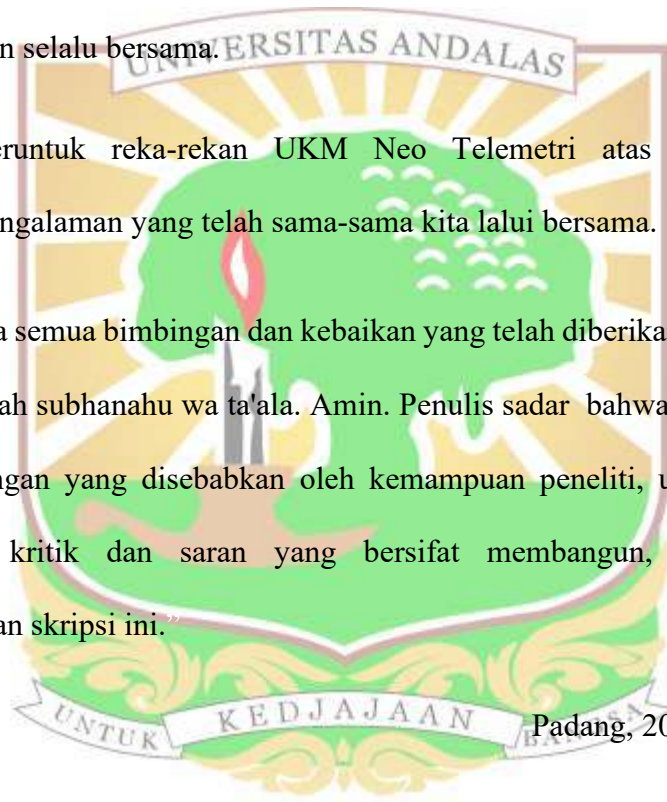 n selalu bersama.
UNIVERSITAS ANDALAS
eruntuk reka-rekan UKM Neo Telemetri atas
ngalaman yang telah sama-sama kita lalui bersama.
a semua bimbingan dan kebaikan yang telah diberika
ah subhanahu wa ta'ala. Amin. Penulis sadar bahwa
ngan yang disebabkan oleh kemampuan peneliti, u
kritik dan saran yang bersifat membangun,
an skripsi ini.”
UNTUK KEDJAJAAN BANGSA
Padang, 20